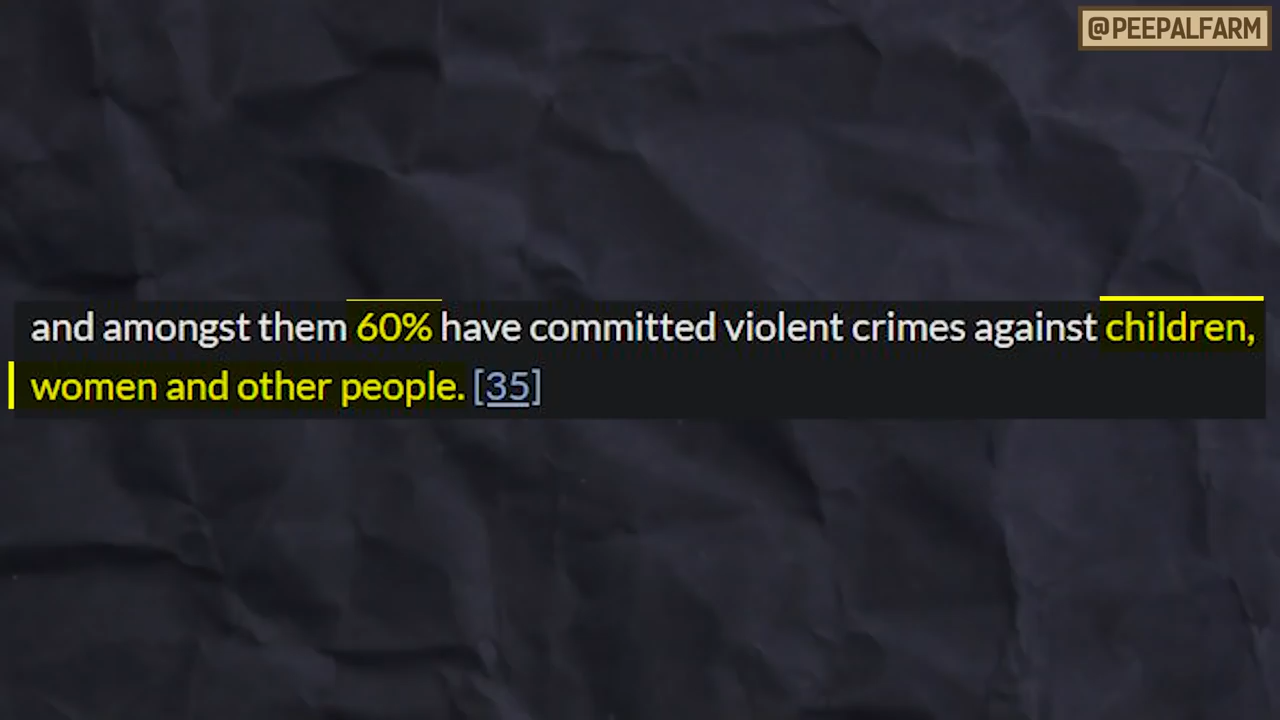 @PEEPALFARM
and amongst them 60% have committed violent crimes against children,
women and other people. [35]